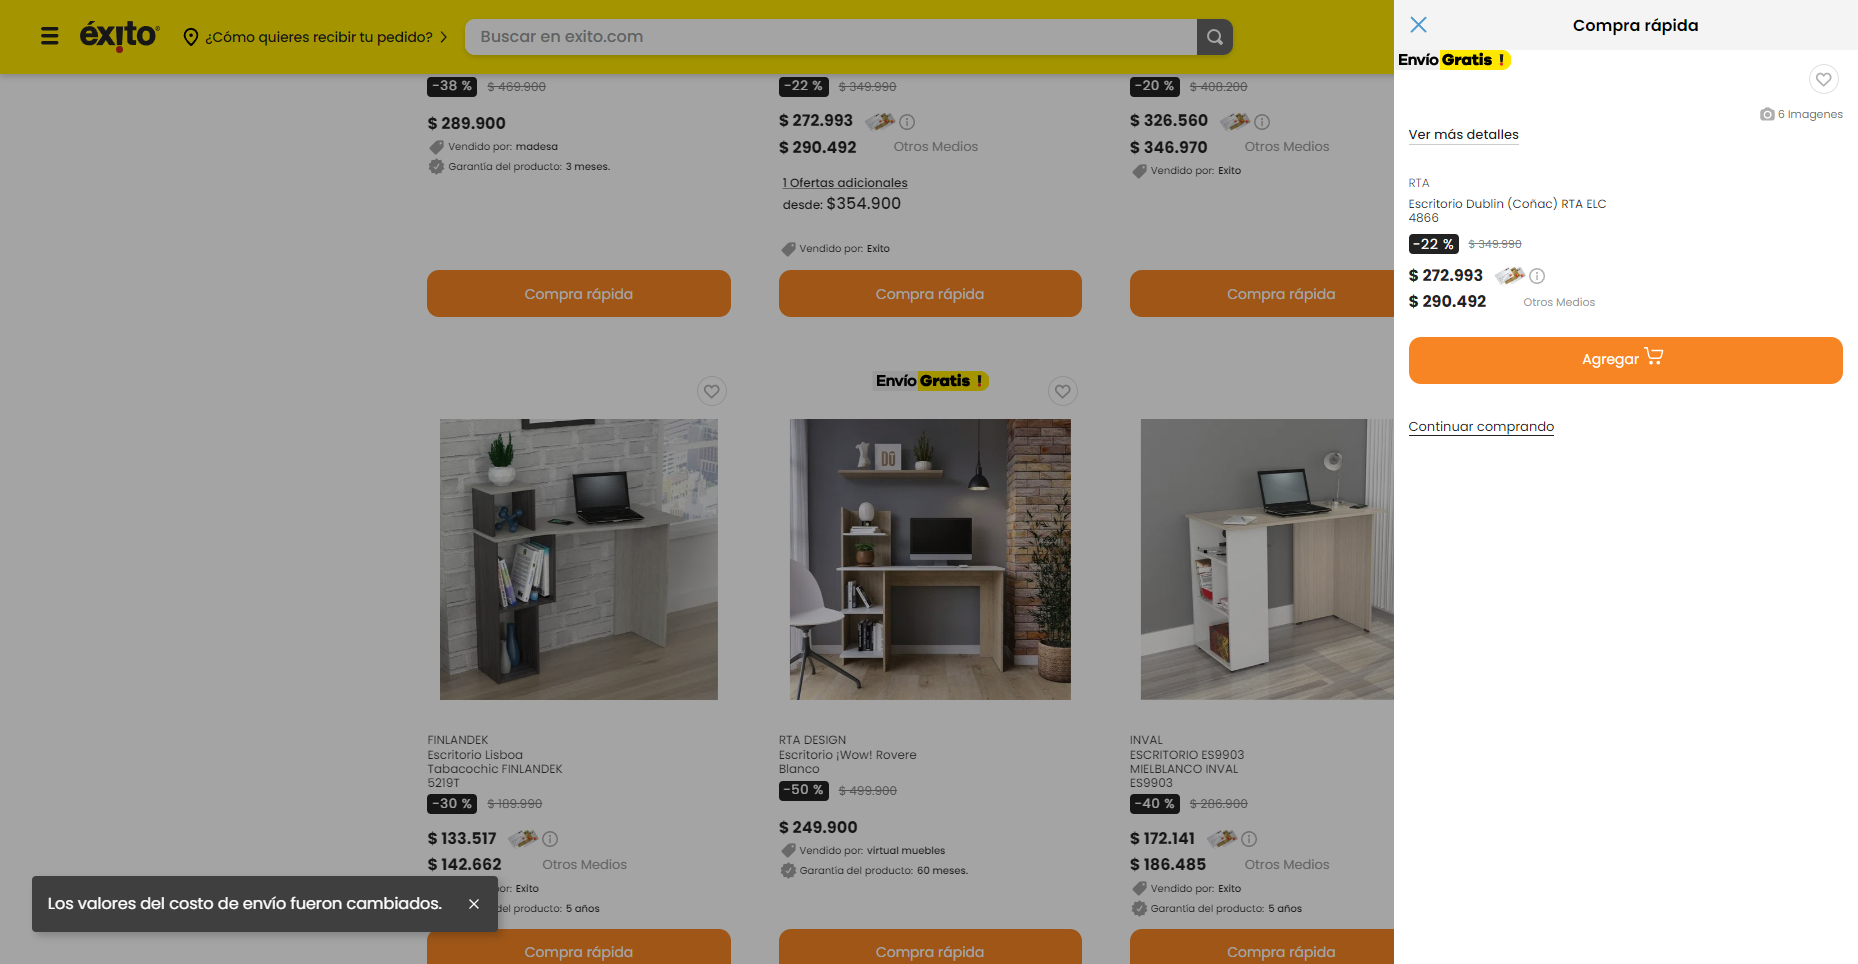 éxito
¿Cómo quieres recibir tu pedido?
Buscar en exito.com
-38 % $ 469.900
$ 289.900
Vendido por: madesa
Garantía del producto: 3 meses.
Compra rápida
-22 % $ 349.990
$ 272.993
$ 290.492 Otros Medios
1 Ofertas adicionales
desde: $354.900
Vendido por: Exito
Compra rápida
-20 % $ 408.200
$ 326.560
$ 346.970 Otros Medios
Vendido por: Exito
Compra rápida
FINLANDEK
Escritorio Lisboa
Tabacochic FINLANDEK
5219T
-30 % $ 189.990
$ 133.517
$ 142.662 Otros Medios
or: Exito
del producto: 5 años
Compra rápida
Envío Gratis !
RTA DESIGN
Escritorio ¡Wow! Rovere
Blanco
-50 % $ 499.900
$ 249.900
Vendido por: virtual muebles
Garantía del producto: 60 meses.
Compra rápida
INVAL
ESCRITORIO ES9903
MIELBLANCO INVAL
ES9903
-40 % $ 286.900
$ 172.141
$ 186.485 Otros Medios
Vendido por: Exito
Garantía del producto: 5 años
Compra rápida
Los valores del costo de envío fueron cambiados.
Compra rápida
Envío Gratis !
6 Imagenes
Ver más detalles
RTA
Escritorio Dublin (Coñac) RTA ELC
4866
-22 % $ 349.990
$ 272.993
$ 290.492 Otros Medios
Agregar
Continuar comprando